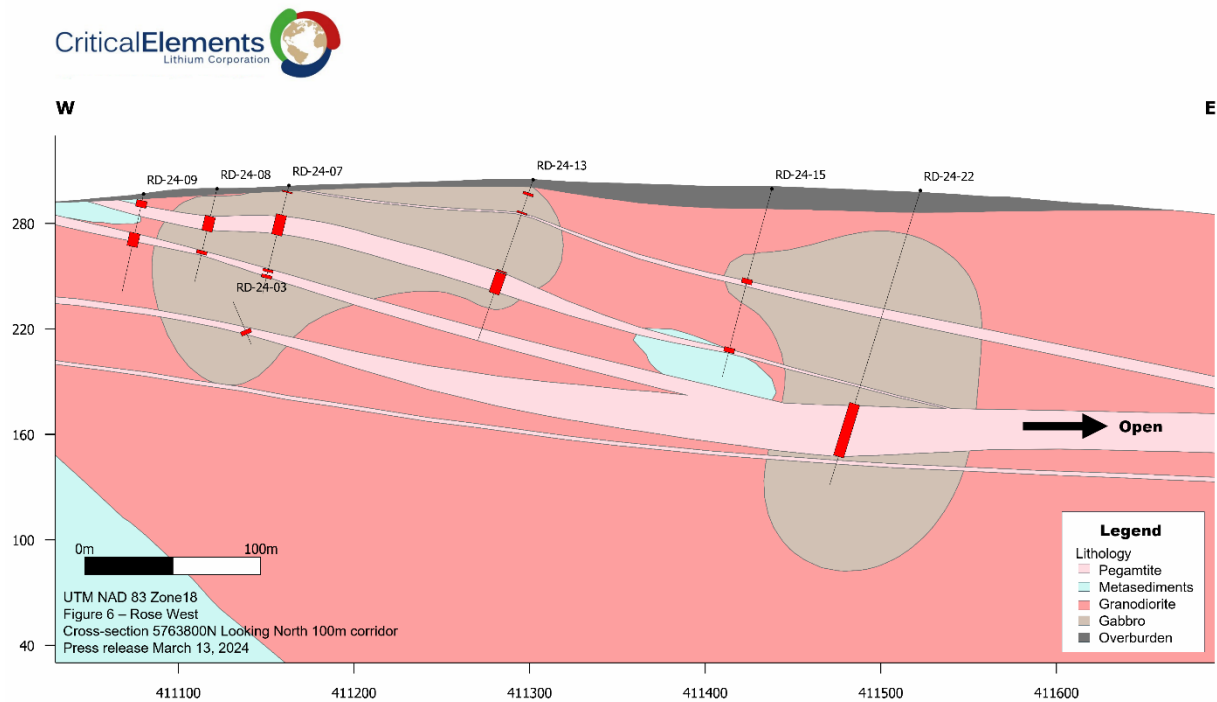 CriticalElements
Lithium Corporation
W
E
RD-24-09
RD-24-08
RD-24-07
RD-24-13
RD-24-15
RD-24-22
280
RD-24-03
220
160
Open
100
0m
100m
UTM NAD 83 Zone18
Figure 6 – Rose West
Cross-section 5763800N Looking North 100m corridor
Press release March 13, 2024
Legend
Lithology
Pegamtite
Metasediments
Granodiorite
Gabbro
Overburden
40
411100
411200
411300
411400
411500
411600